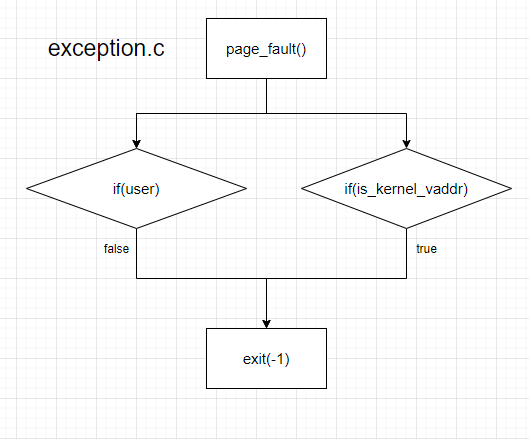 exception.c
page_fault()
if(user)
if(is_kernel_vaddr)
false
true
exit(-1)